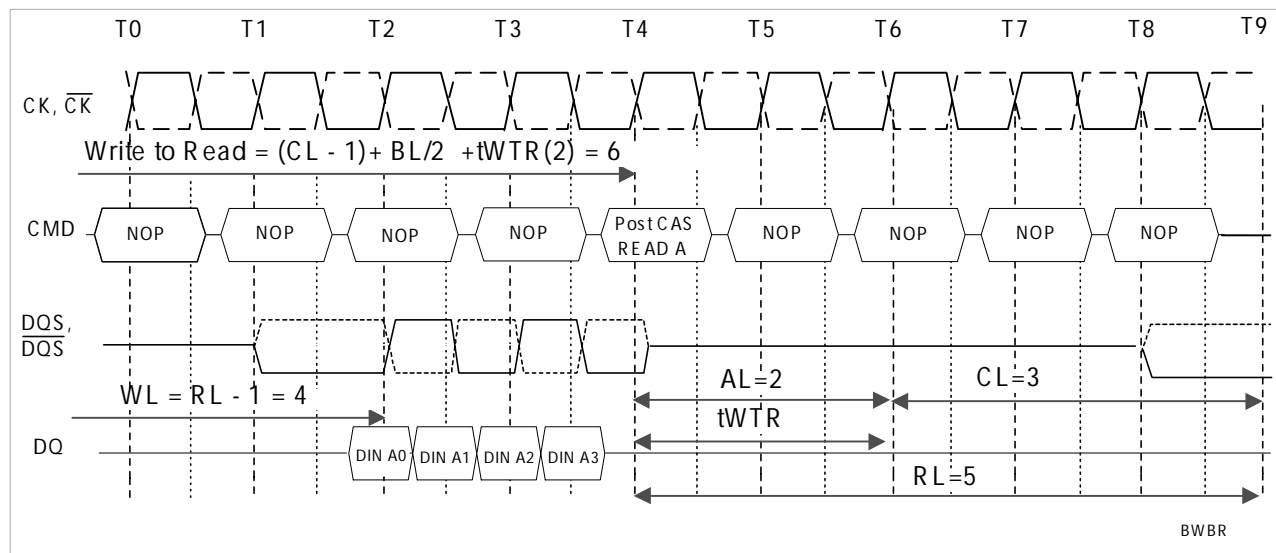 T0 T1 T2 T3 T4 T5 T6 T7 T8 T9
CK, CK
Write to Read = (CL - 1)+ BL/2 +tWTR(2) = 6
CMD NOP NOP NOP NOP Post CAS READ A NOP NOP NOP NOP
DQS,
DQS
AL=2 CL=3
WL = RL - 1 = 4
tWTR
DQ DIN A0 DIN A1 DIN A2 DIN A3
RL=5
BWBR